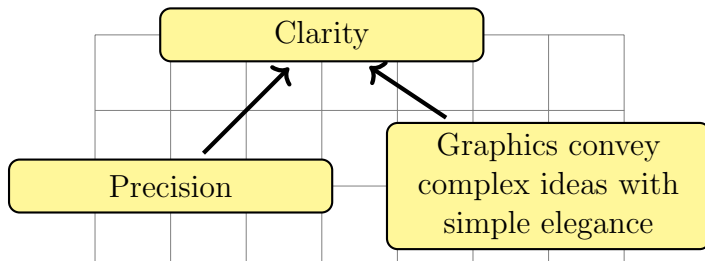 Clarity
Precision
Graphics convey
complex ideas with
simple elegance